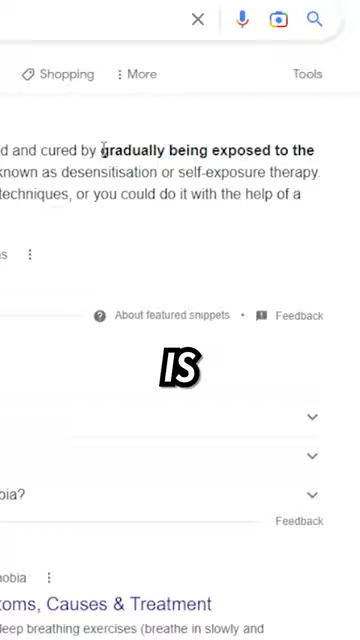 Shopping
More
Tools
d and cured by gradually being exposed to the
known as desensitisation or self-exposure therapy.
techniques, or you could do it with the help of a
s
About featured snippets • Feedback
IS
bia?
Feedback
nobia
toms, Causes & Treatment
deep breathing exercises (breathe in slowly and